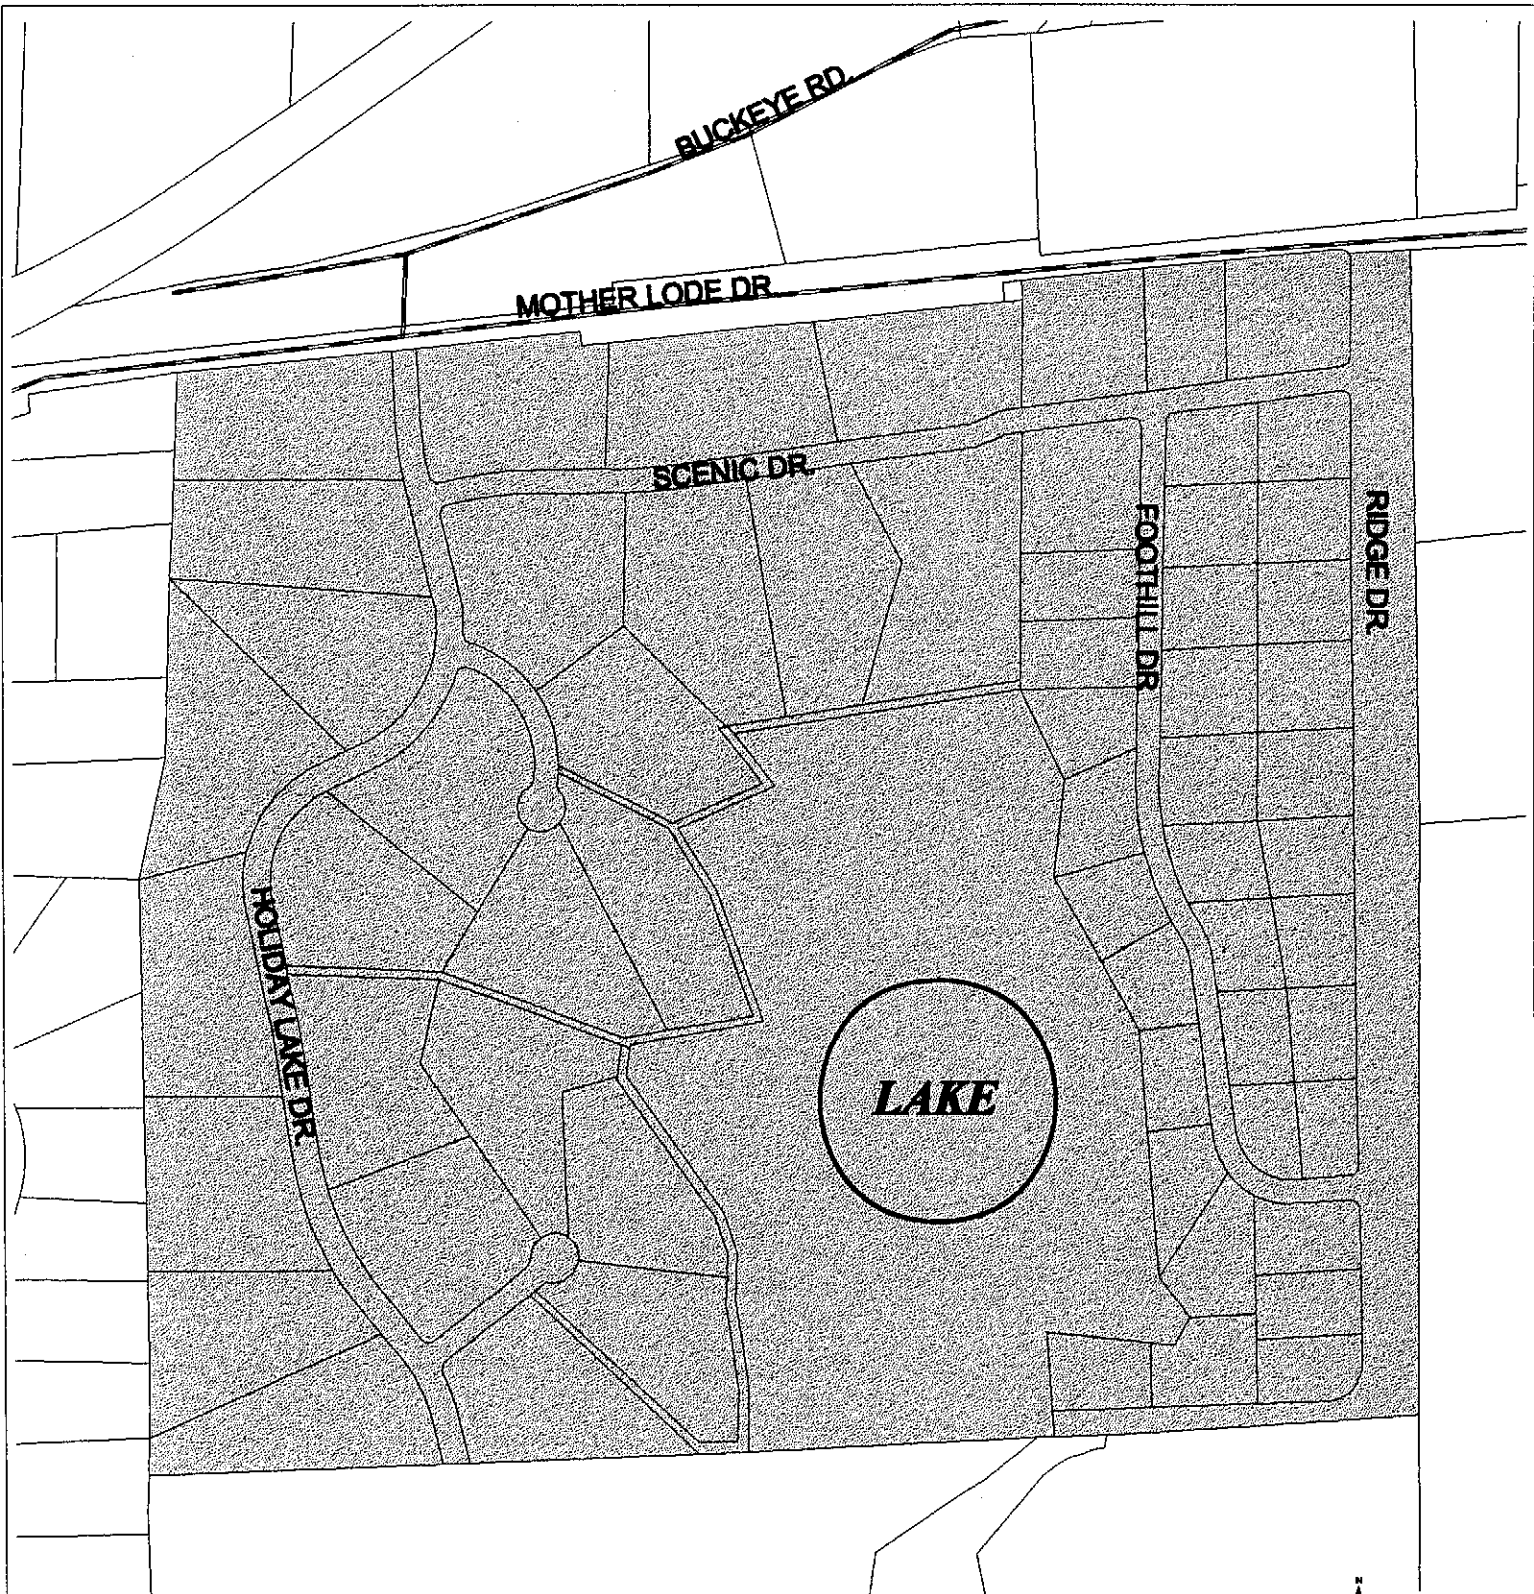 BUCKEYE RD.
MOTHER LODE DR.
SCENIC DR.
FOOTHILL DR
RIDGE DR.
HOLIDAY LAKE DR.
LAKE
N